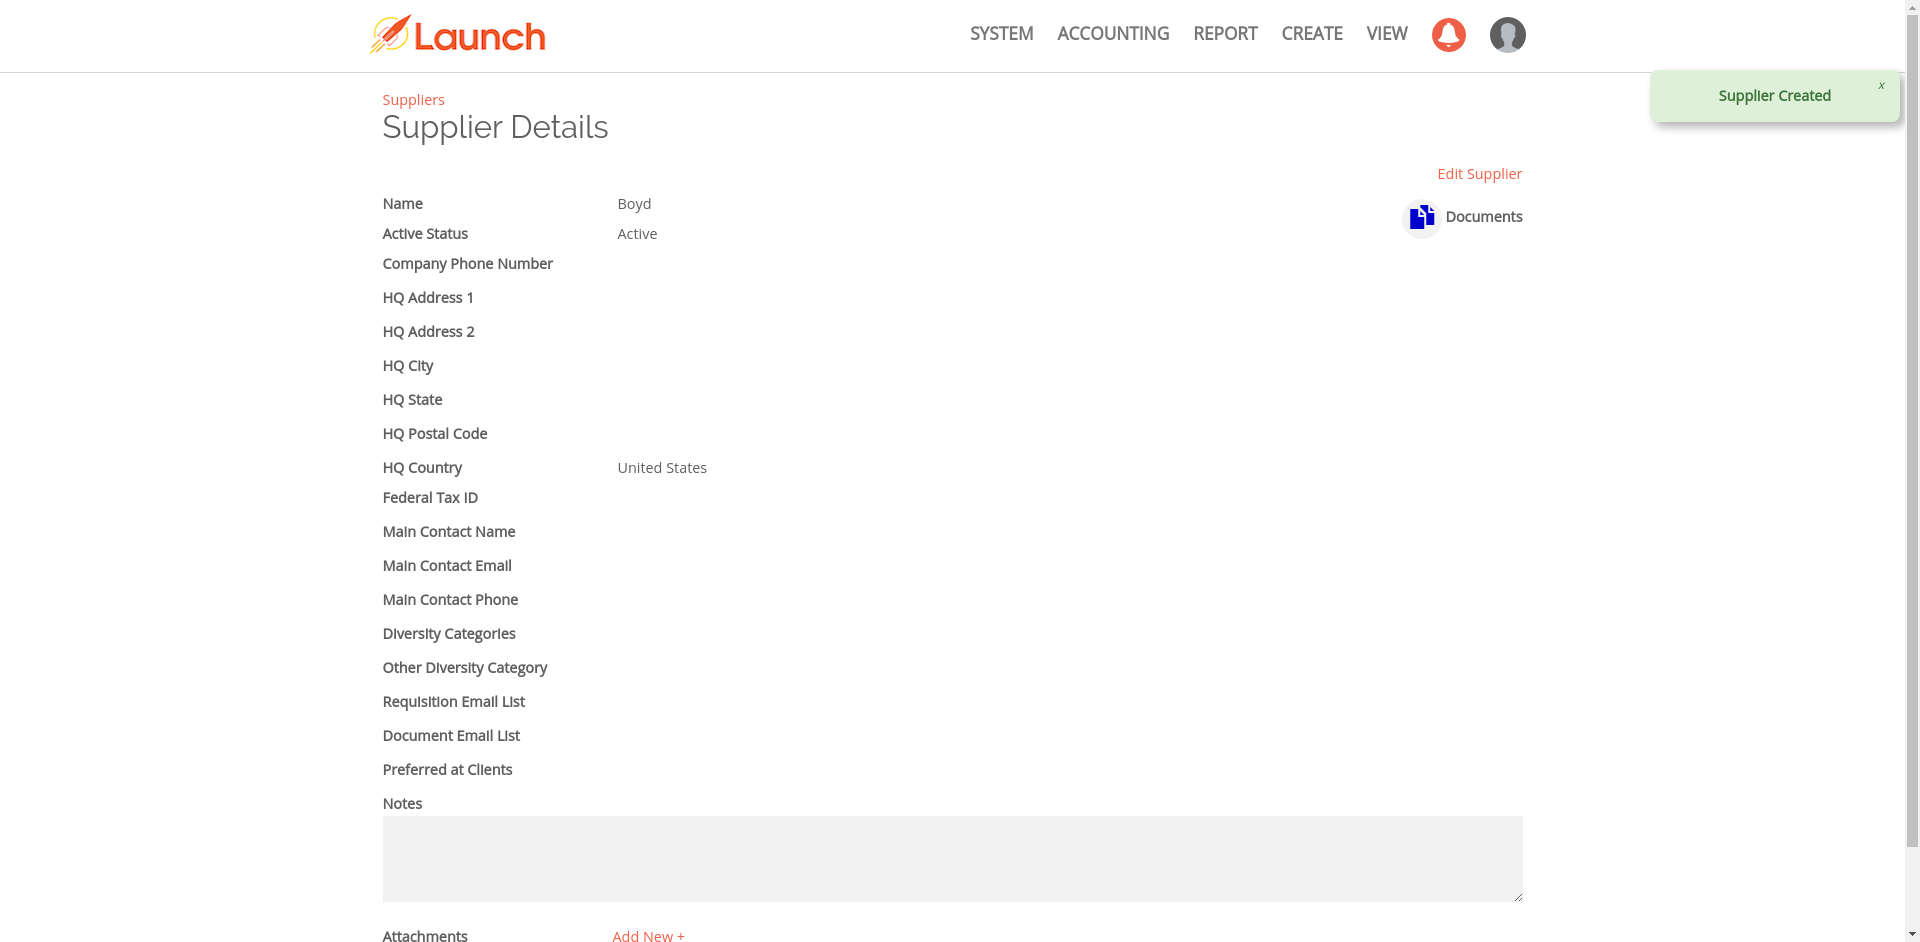 Launch
SYSTEM ACCOUNTING REPORT CREATE VIEW
Supplier Created x
Suppliers
Supplier Details
Edit Supplier
Name Boyd
Documents
Active Status Active
Company Phone Number
HQ Address 1
HQ Address 2
HQ City
HQ State
HQ Postal Code
HQ Country United States
Federal Tax ID
Main Contact Name
Main Contact Email
Main Contact Phone
Diversity Categories
Other Diversity Category
Requisition Email List
Document Email List
Preferred at Clients
Notes
Attachments Add New +